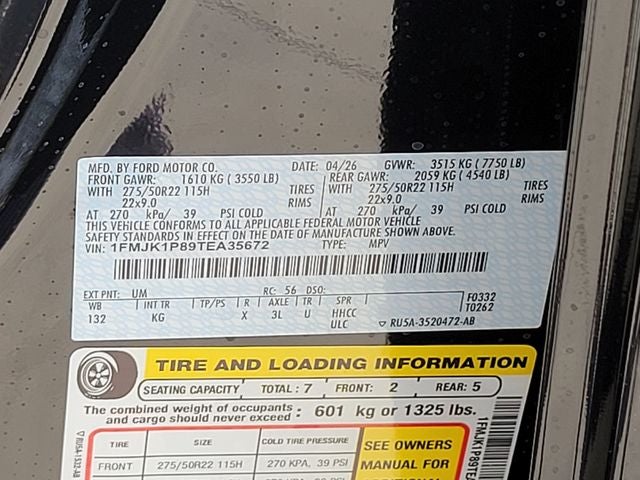 MFD. BY FORD MOTOR CO. DATE: 04/26 GVWR: 3515 KG ( 7750 LB)
FRONT GAWR: 1610 KG ( 3550 LB) REAR GAWR: 2059 KG ( 4540 LB)
WITH 275/50R22 115H TIRES WITH 275/50R22 115H TIRES
22x9.0 RIMS 22x9.0 RIMS
AT 270 kPa/ 39 PSI COLD AT 270 kPa/ 39 PSI COLD
THIS VEHICLE CONFORMS TO ALL APPLICABLE FEDERAL MOTOR VEHICLE
SAFETY STANDARDS IN EFFECT ON THE DATE OF MANUFACTURE SHOWN ABOVE.
VIN: 1FMJK1P89TEA35672 TYPE: MPV
EXT PNT: UM RC: 56 DSO:
WB INT TR TP/PS R AXLE TR SPR F0332
132 KG X 3L U HHCC T0262
ULC ▽ RU5A-3520472-AB
TIRE AND LOADING INFORMATION
SEATING CAPACITY TOTAL : 7 FRONT: 2 REAR: 5
The combined weight of occupants
and cargo should never exceed : 601 kg or 1325 lbs.
TIRE SIZE COLD TIRE PRESSURE SEE OWNERS
FRONT 275/50R22 115H 270 KPA, 39 PSI MANUAL FOR
1FMJK1P89TEA